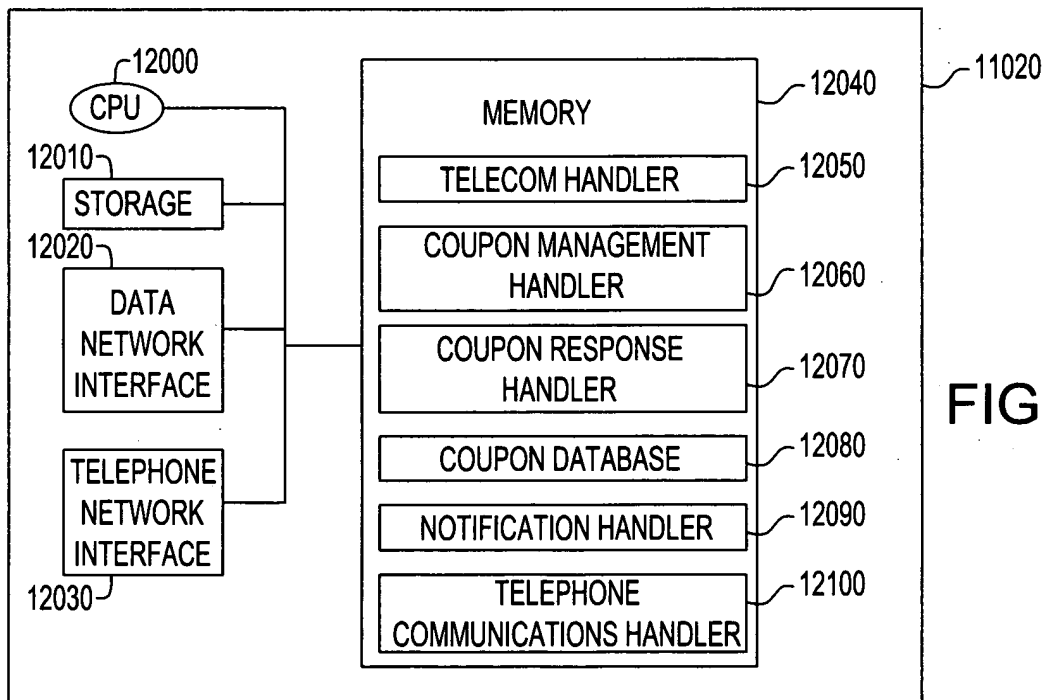 12000
CPU
12010
STORAGE
12020
DATA
NETWORK
INTERFACE
TELEPHONE
NETWORK
INTERFACE
12030
MEMORY
12040
TELECOM HANDLER
12050
COUPON MANAGEMENT
HANDLER
12060
COUPON RESPONSE
HANDLER
12070
COUPON DATABASE
12080
NOTIFICATION HANDLER
12090
TELEPHONE
COMMUNICATIONS HANDLER
12100
11020
FIG